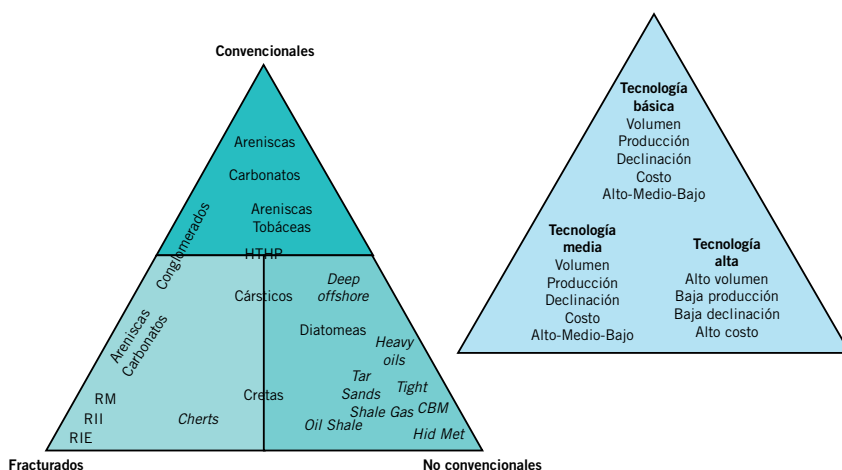 Convencionales
Areniscas
Carbonatos
Areniscas
Tobáceas
Conglomerados
HTHP
Cársticos
Deep
offshore
Diatomeas
Heavy
oils
Areniscas
Carbonatos
Tar
Sands
Tight
Cretas
Shale Gas
CBM
RM
RII
RIE
Cherts
Oil Shale
Hid Met
Fracturados
No convencionales
Tecnología
básica
Volumen
Producción
Declinación
Costo
Alto-Medio-Bajo
Tecnología
media
Volumen
Producción
Declinación
Costo
Alto-Medio-Bajo
Tecnología
alta
Alto volumen
Baja producción
Baja declinación
Alto costo